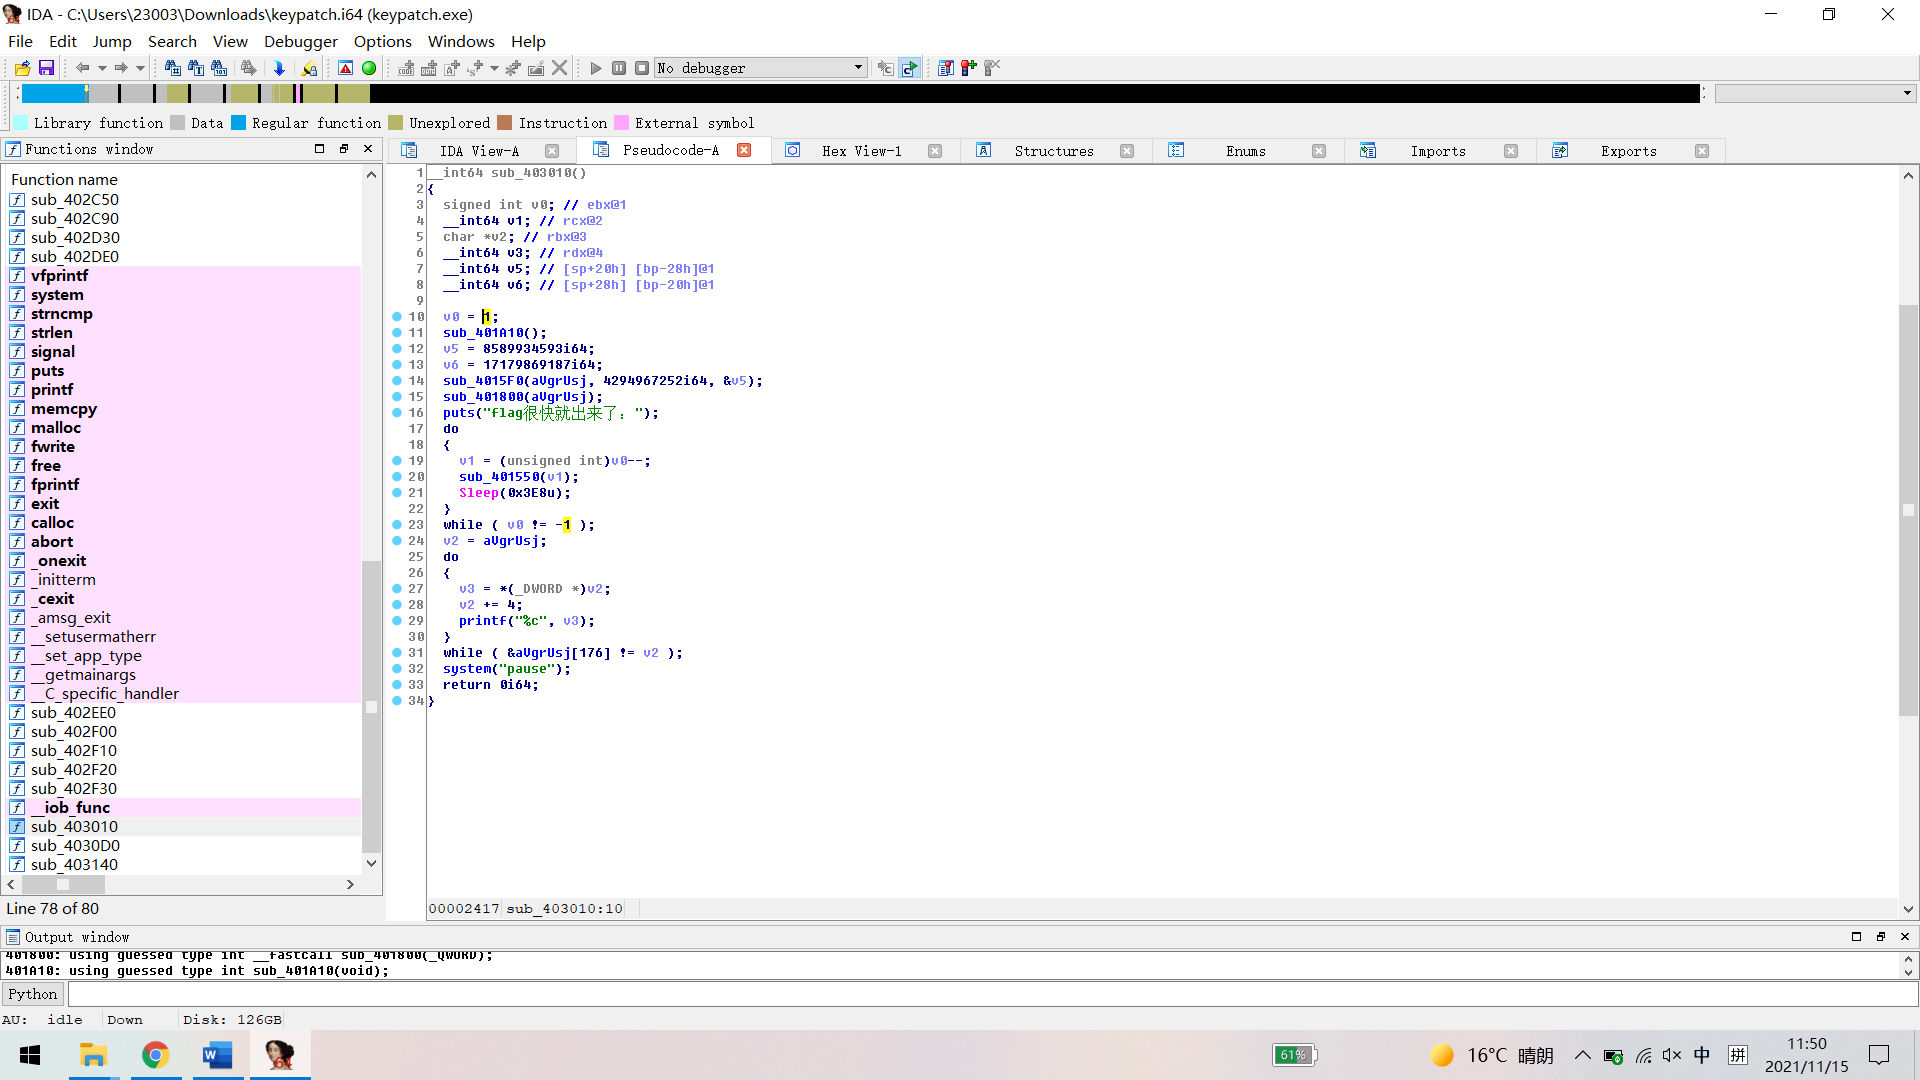 IDA - C:\Users\23003\Downloads\keypatch.i64 (keypatch.exe)
File Edit Jump Search View Debugger Options Windows Help
No debugger
Library function Data Regular function Unexplored Instruction External symbol
Functions window
Function name
sub_402C50
sub_402C90
sub_402D30
sub_402DE0
vfprintf
system
strncmp
strlen
signal
puts
printf
memcpy
malloc
fwrite
free
fprintf
exit
calloc
abort
_onexit
_initterm
_cexit
_amsg_exit
__setusermatherr
__set_app_type
__getmainargs
__C_specific_handler
sub_402EE0
sub_402F00
sub_402F10
sub_402F20
sub_402F30
__iob_func
sub_403010
sub_4030D0
sub_403140
Line 78 of 80
IDA View-A Pseudocode-A Hex View-1 Structures Enums Imports Exports
1 __int64 sub_403010()
2 {
3 signed int v0; // ebx@1
4 __int64 v1; // rcx@2
5 char *v2; // rbx@3
6 __int64 v3; // rdx@4
7 __int64 v5; // [sp+20h] [bp-28h]@1
8 __int64 v6; // [sp+28h] [bp-20h]@1
9
10 v0 = 1;
11 sub_401A10();
12 v5 = 8589934593i64;
13 v6 = 17179869187i64;
14 sub_4015F0(aVgrUsj, 4294967252i64, &v5);
15 sub_401800(aVgrUsj);
16 puts("flag很快就出来了：");
17 do
18 {
19 v1 = (unsigned int)v0--;
20 sub_401550(v1);
21 Sleep(0x3E8u);
22 }
23 while ( v0 != -1 );
24 v2 = aVgrUsj;
25 do
26 {
27 v3 = *(_DWORD *)v2;
28 v2 += 4;
29 printf("%c", v3);
30 }
31 while ( &aVgrUsj[176] != v2 );
32 system("pause");
33 return 0i64;
34 }
00002417 sub_403010:10
Output window
401800: using guessed type int __fastcall sub_401800(_QWORD);
401A10: using guessed type int sub_401A10(void);
Python
AU: idle Down Disk: 126GB
61%
16°C 晴朗
中
拼
11:50
2021/11/15